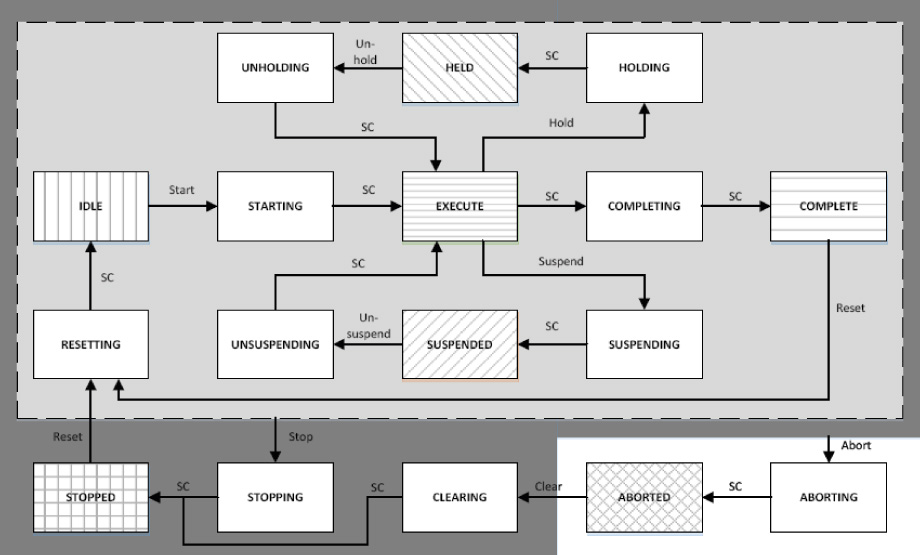 Un-
hold
SC
UNHOLDING
HELD
HOLDING
SC
Hold
Start
SC
SC
SC
IDLE
STARTING
EXECUTE
COMPLETING
COMPLETE
SC
SC
Suspend
Un-
suspend
SC
Reset
RESETTING
UNSUSPENDING
SUSPENDED
SUSPENDING
Reset
Stop
Abort
SC
SC
Clear
SC
STOPPED
STOPPING
CLEARING
ABORTED
ABORTING